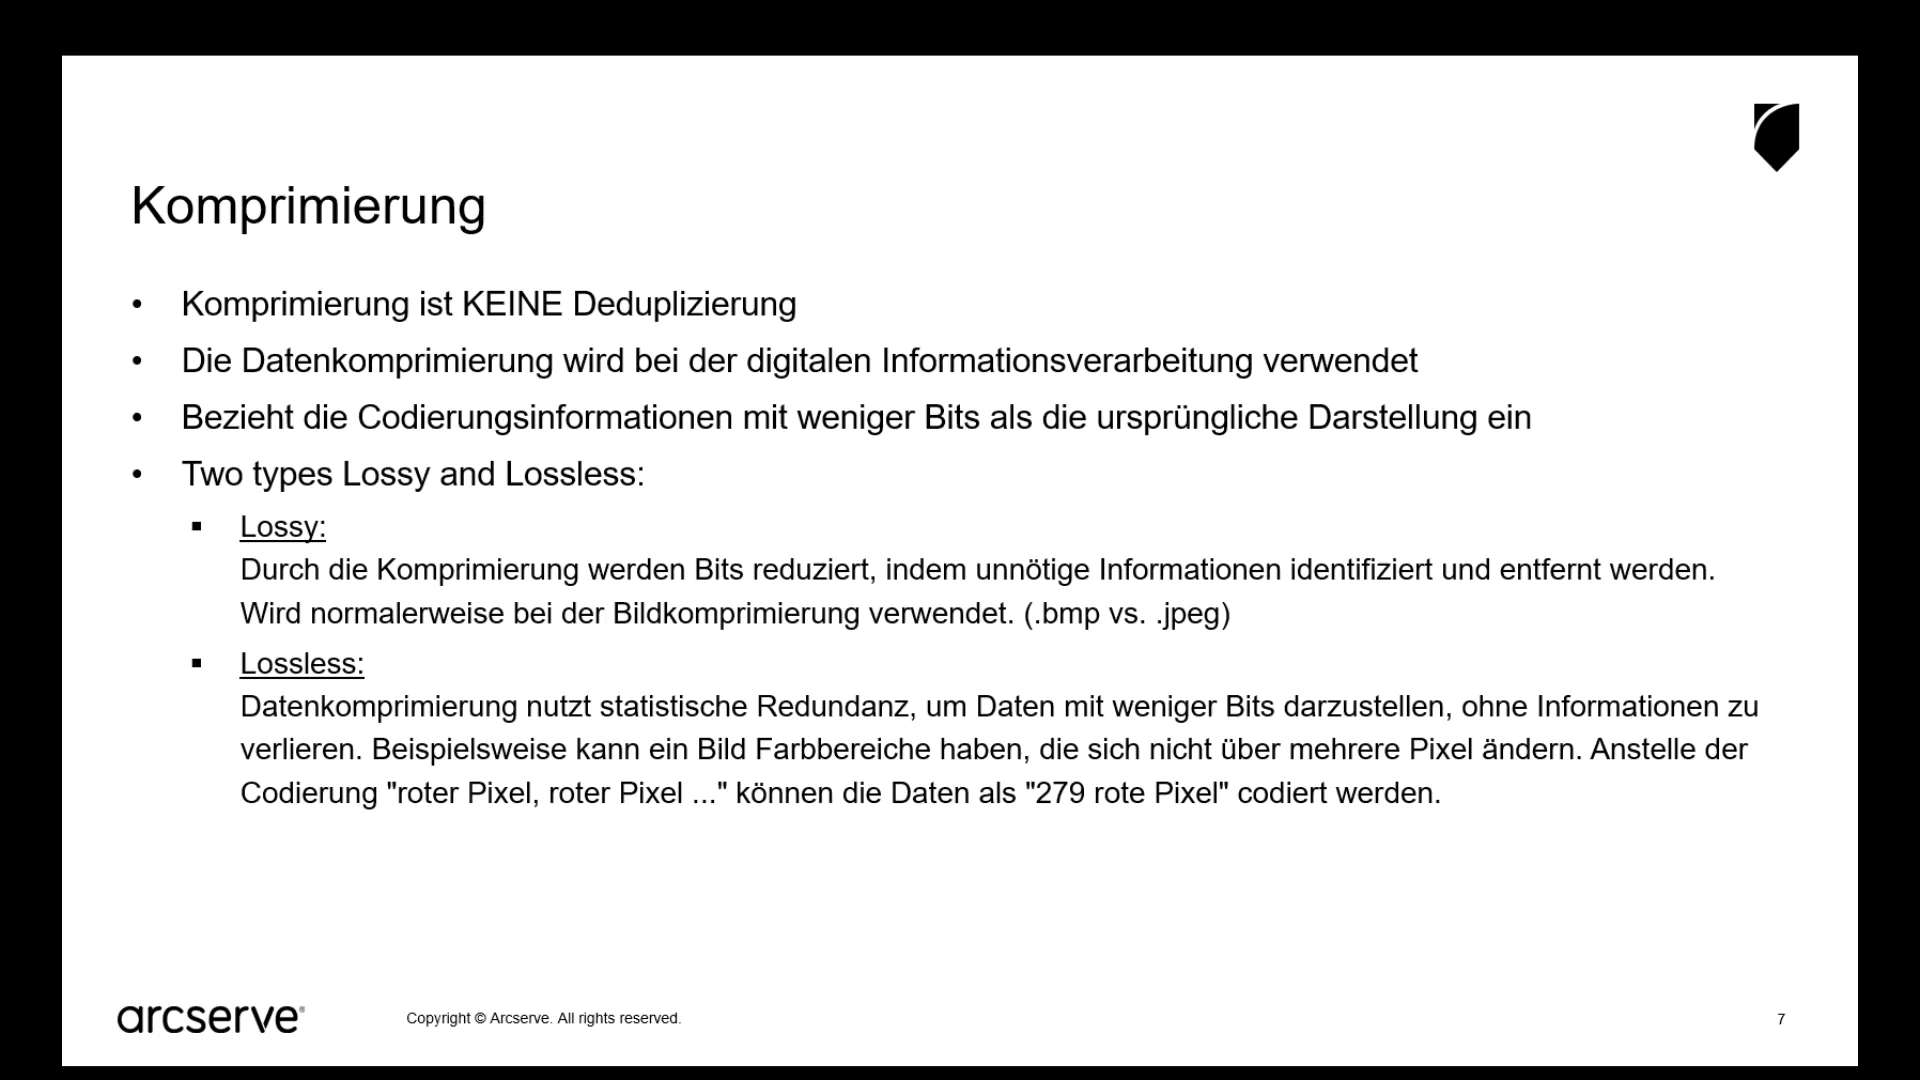 Komprimierung
• Komprimierung ist KEINE Deduplizierung
• Die Datenkomprimierung wird bei der digitalen Informationsverarbeitung verwendet
• Bezieht die Codierungsinformationen mit weniger Bits als die ursprüngliche Darstellung ein
• Two types Lossy and Lossless:
▪ Lossy:
Durch die Komprimierung werden Bits reduziert, indem unnötige Informationen identifiziert und entfernt werden.
Wird normalerweise bei der Bildkomprimierung verwendet. (.bmp vs. .jpeg)
▪ Lossless:
Datenkomprimierung nutzt statistische Redundanz, um Daten mit weniger Bits darzustellen, ohne Informationen zu
verlieren. Beispielsweise kann ein Bild Farbbereiche haben, die sich nicht über mehrere Pixel ändern. Anstelle der
Codierung "roter Pixel, roter Pixel ..." können die Daten als "279 rote Pixel" codiert werden.
arcserve®
Copyright © Arcserve. All rights reserved.
7